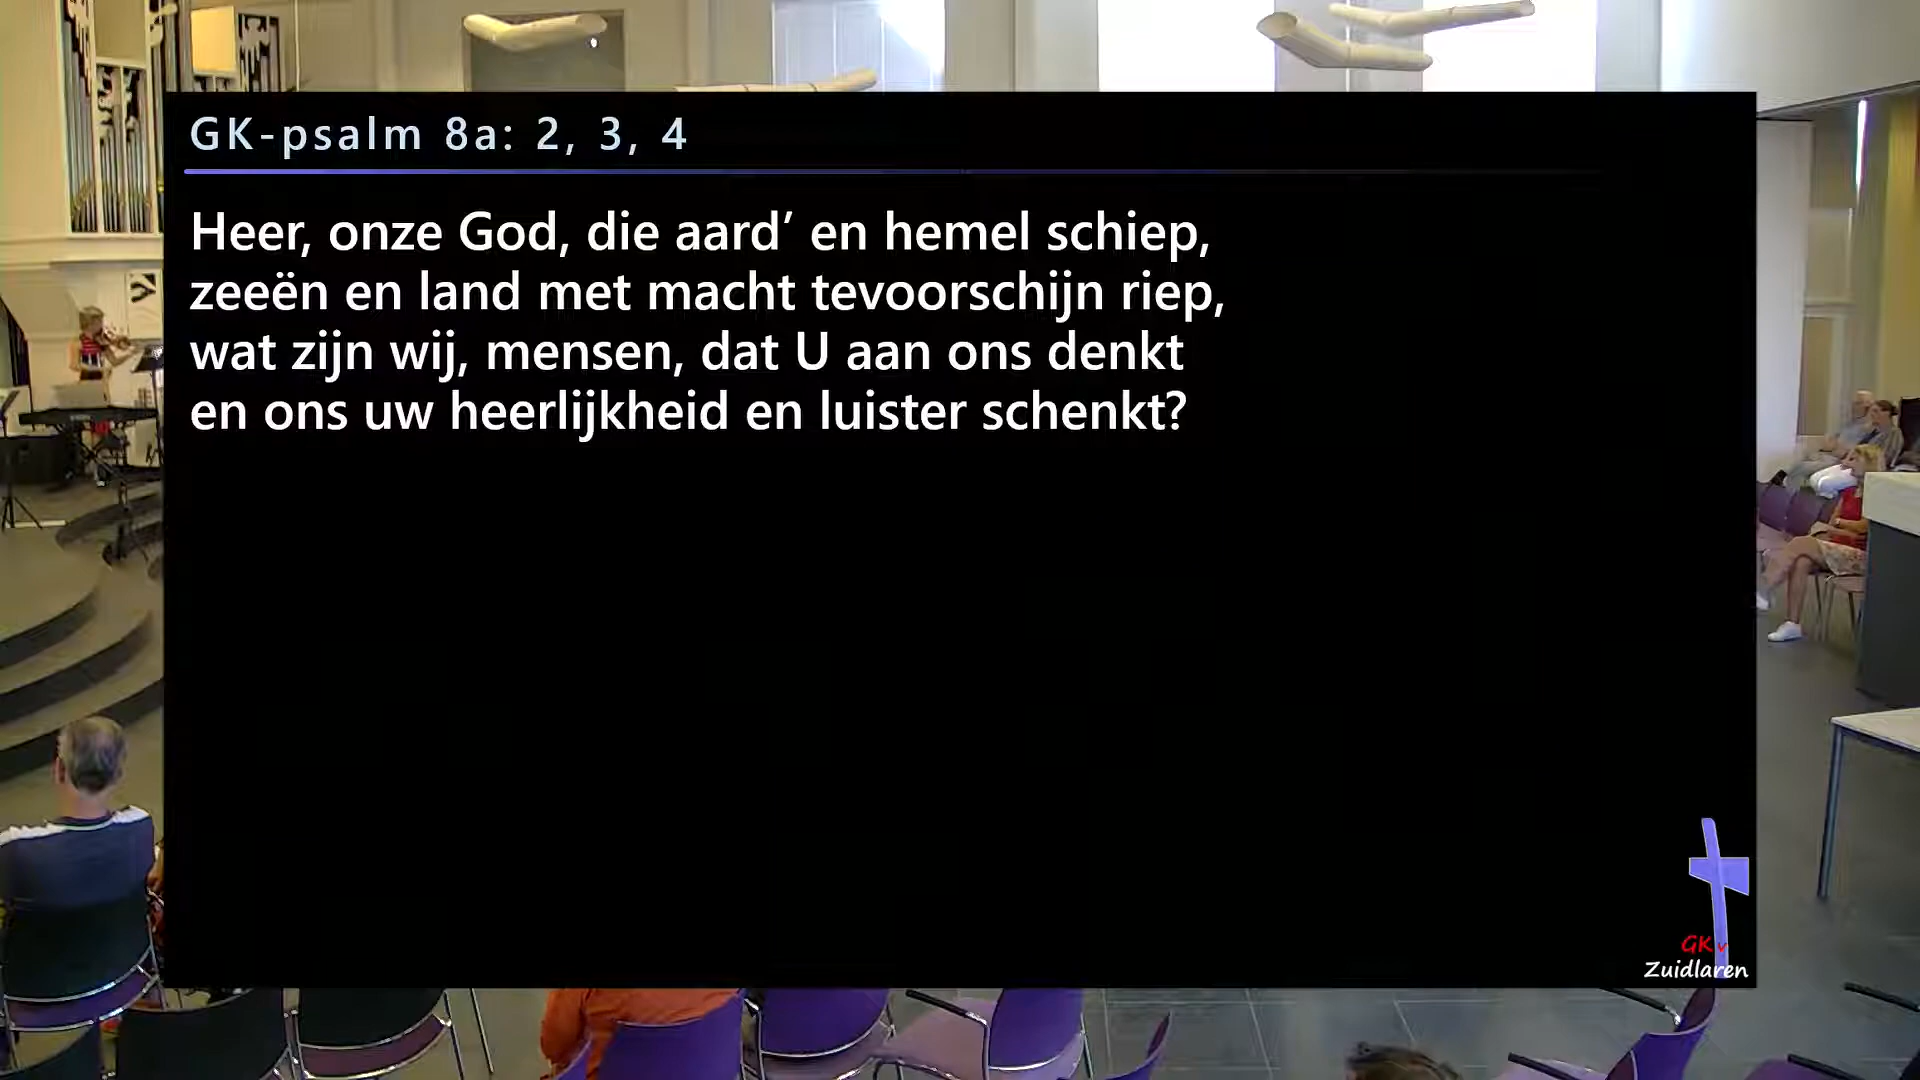 GK-psalm 8a: 2, 3, 4
Heer, onze God, die aard’ en hemel schiep,
zeeën en land met macht tevoorschijn riep,
wat zijn wij, mensen, dat U aan ons denkt
en ons uw heerlijkheid en luister schenkt?
GKv
Zuidlaren